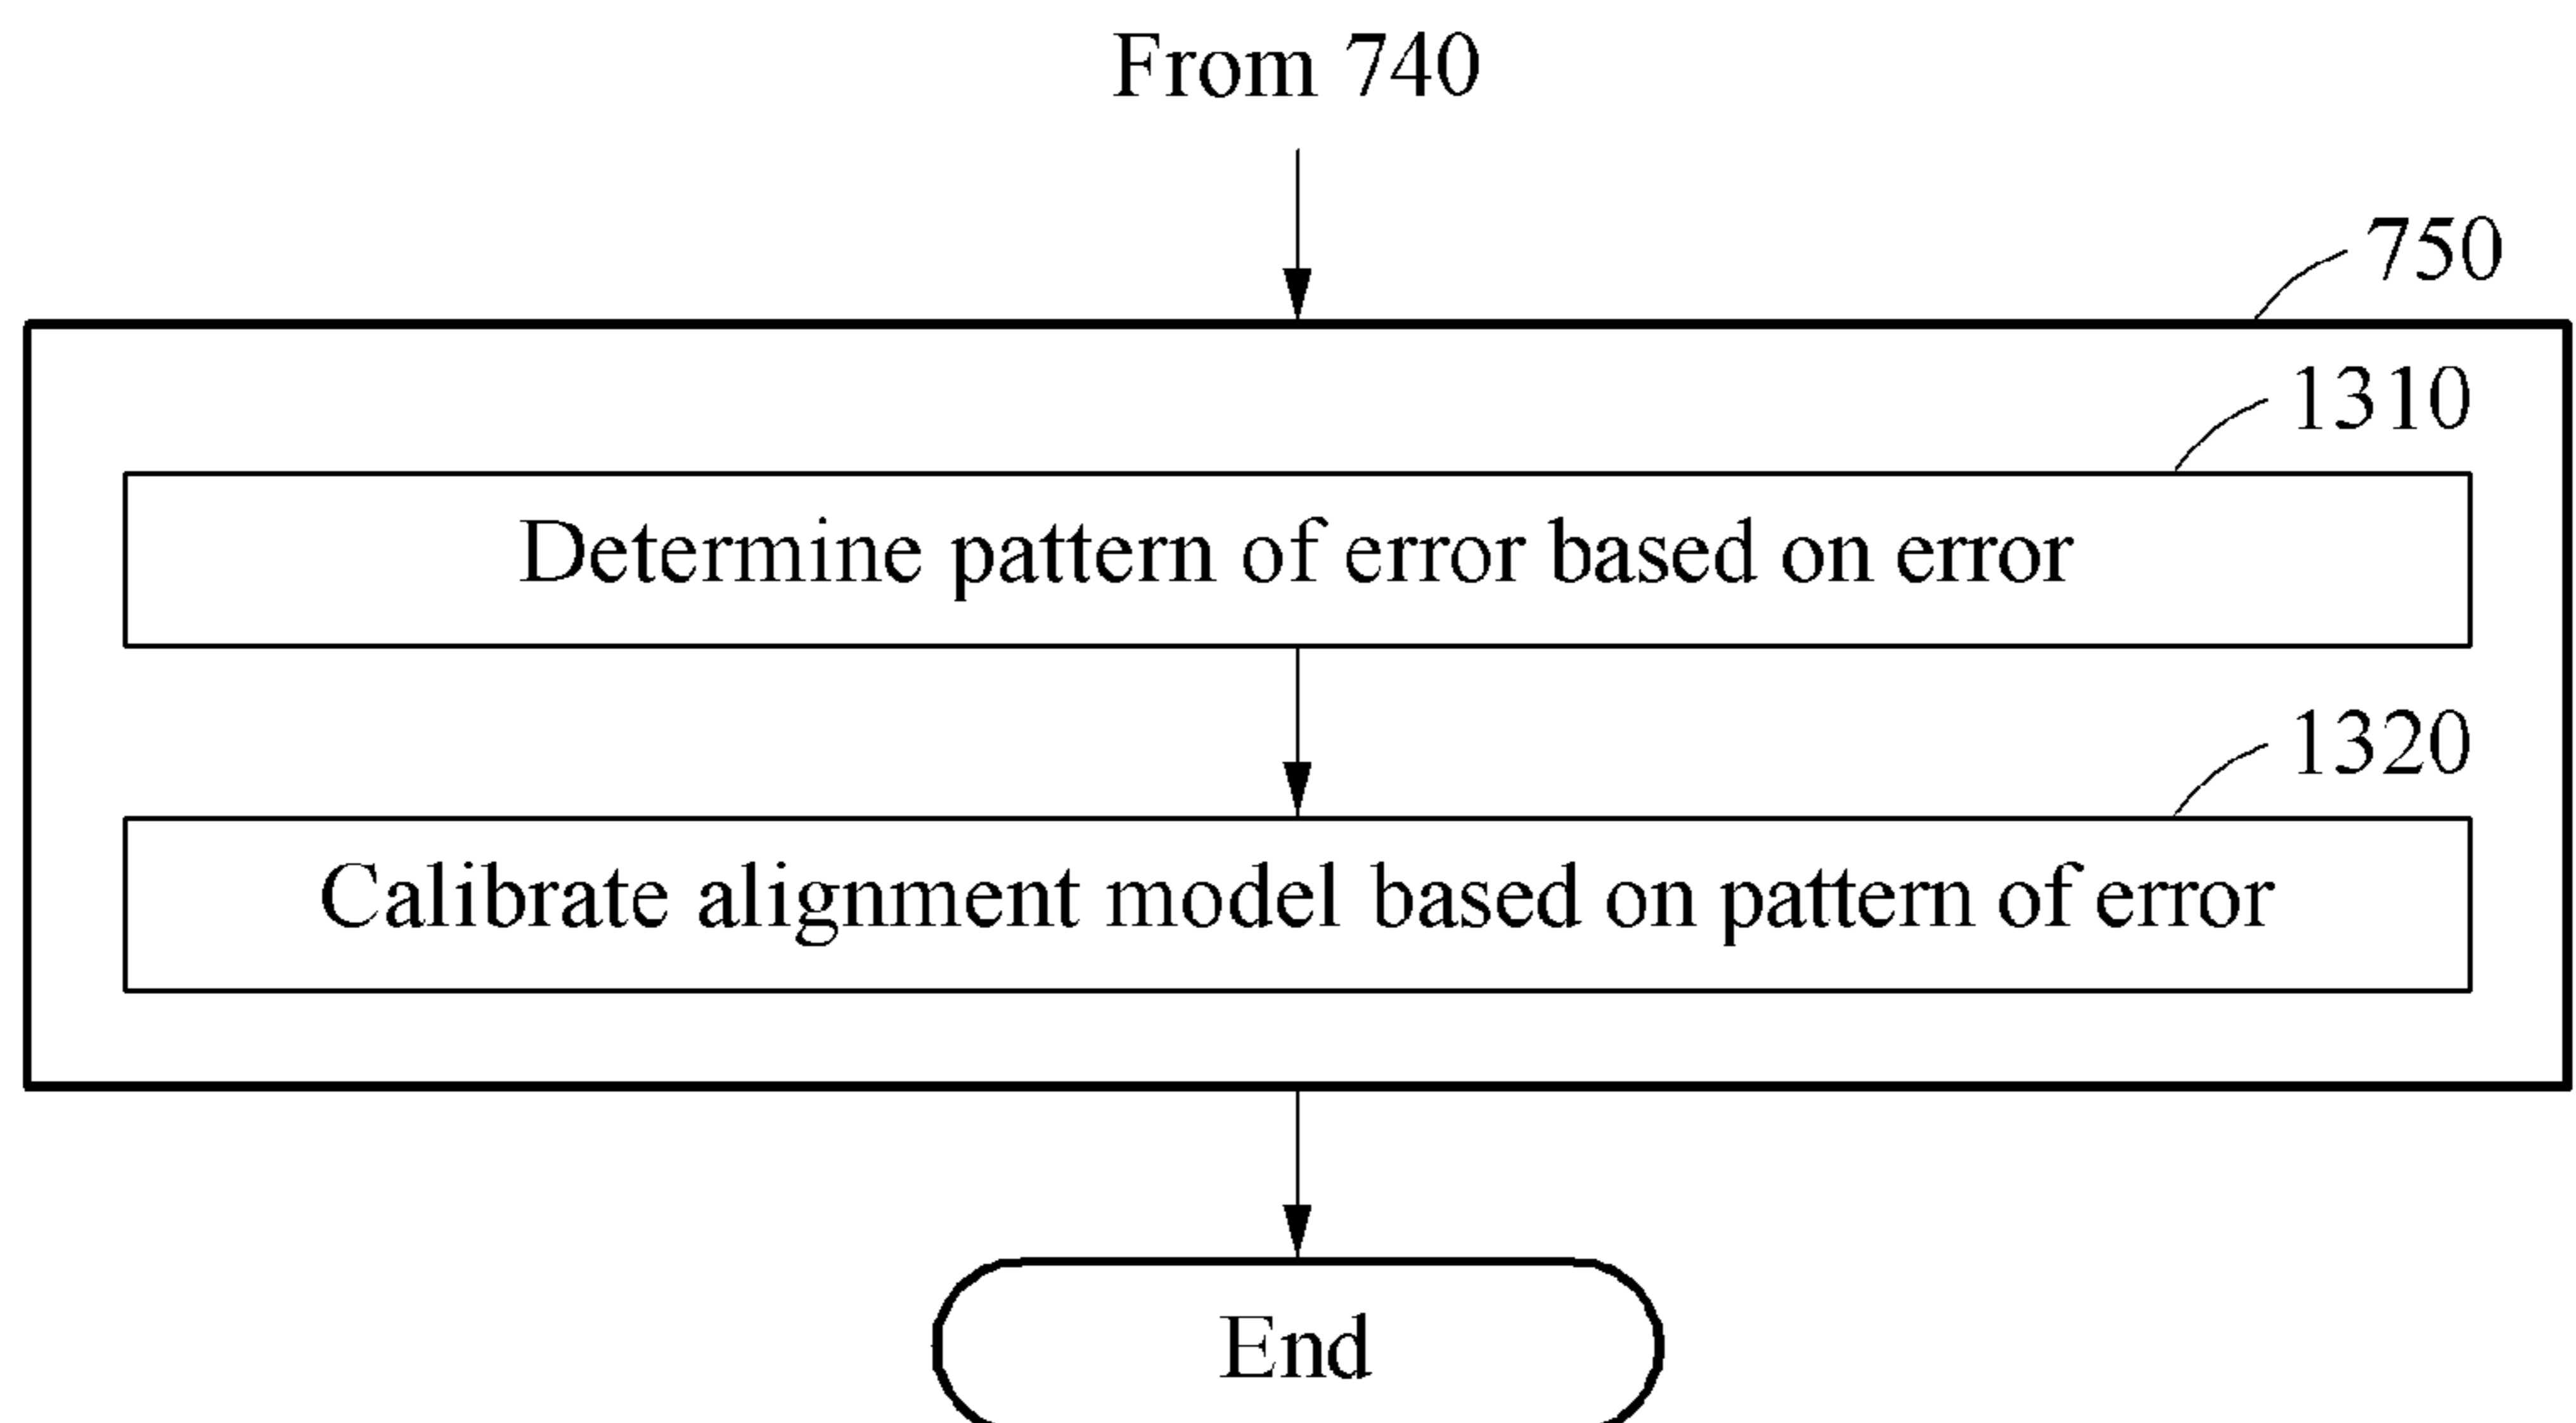 From 740
750
1310
Determine pattern of error based on error
1320
Calibrate alignment model based on pattern of error
End